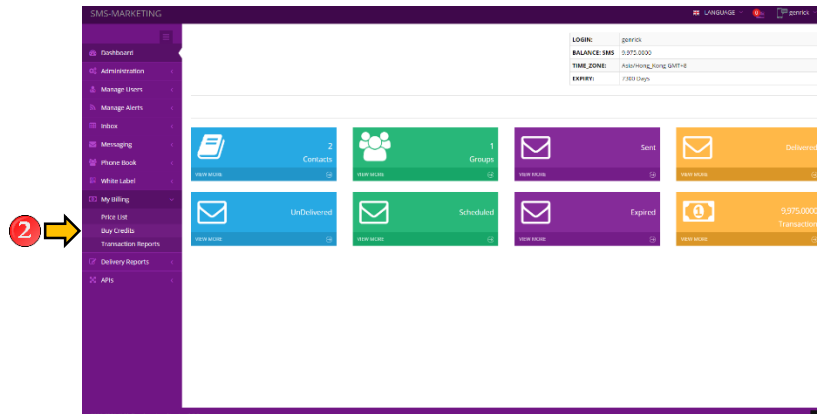 SMS-MARKETING
LANGUAGE
0
genrick
LOGIN: genrick
BALANCE: SMS 9,975.0000
TIME_ZONE: Asia/Hong_Kong GMT+8
EXPIRY: 7,980 Days
Dashboard
Administration
Manage Users
Manage Alerts
Inbox
Messaging
Phone Book
White Label
My Billing
Price List
2
Buy Credits
Transaction Reports
Delivery Reports
APIs
2
Contacts
VIEW MORE
1
Groups
VIEW MORE
Sent
VIEW MORE
Delivered
VIEW MORE
UnDelivered
VIEW MORE
Scheduled
VIEW MORE
Expired
VIEW MORE
1
9,975.0000
Transaction
VIEW MORE